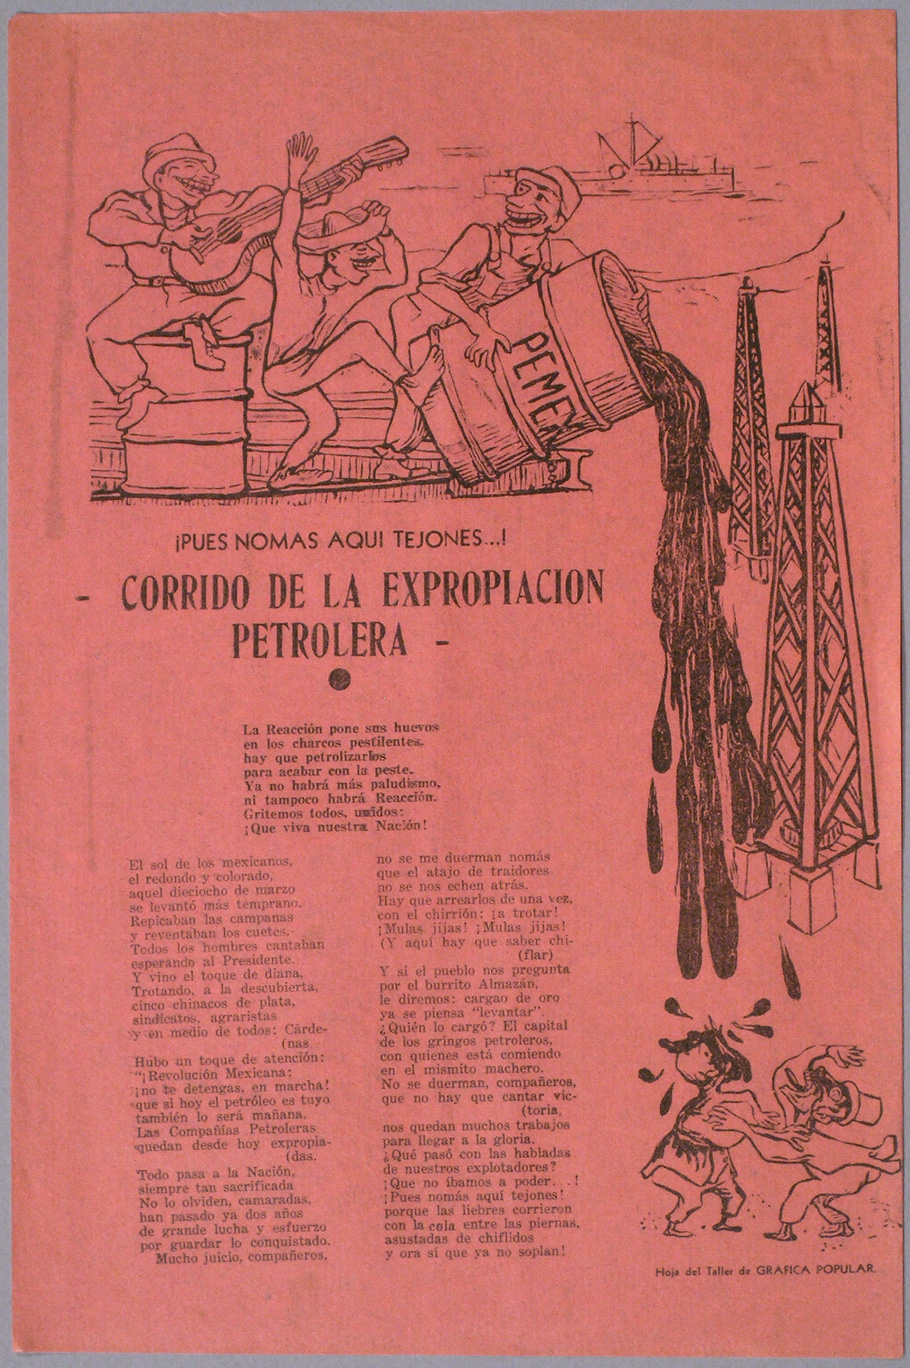 PEMEX
¡PUES NOMAS AQUI TEJONES...!
- CORRIDO DE LA EXPROPIACION
PETROLERA -
La Reacción pone sus huevos
en los charcos pestilentes,
hay que petrolizarlos
para acabar con la peste.
Ya no habrá más paludismo,
ni tampoco habrá Reacción.
Gritemos todos, unidos:
¡Que viva nuestra Nación!
El sol de los mexicanos,
el redondo y colorado,
aquel dieciocho de marzo
se levantó más temprano.
Repicaban las campanas
y reventaban los cuetes.
Todos los hombres cantaban
esperando al Presidente.
Y vino el toque de diana,
Trotando, a la descubierta,
cinco chinacos de plata,
sindicatos, agraristas
y en medio de todos: Cárde-
(nas
Hubo un toque de atención:
"¡Revolución Mexicana:
¡no te detengas, en marcha!
que si hoy el petróleo es tuyo
también lo será mañana.
Las Compañías Petroleras
quedan desde hoy expropia-
(das.
Todo pasa a la Nación,
siempre tan sacrificada
No lo olviden, camaradas,
han pasado ya dos años
de grande lucha y esfuerzo
por guardar lo conquistado.
Mucho juicio, compañeros,
no se me duerman nomás
que el atajo de traidores
no se nos echen atrás.
Hay que arrearlos de una vez,
con el chirrión: ¡a trotar!
¡Mulas jijas! ¡Mulas jijas!
(Y aquí hay que saber chi-
(flar)
Y si el pueblo nos pregunta
por el burrito Almazán,
le diremos: cargao de oro
ya se piensa "levantar".
¿Quién lo cargó? El capital
de los gringos petroleros,
con quienes está comiendo
en el mismito machero.
No se duerman, compañeros,
que no hay que cantar vic-
(toria,
nos quedan muchos trabajos
para llegar a la gloria.
¿Qué pasó con las habladas
de nuestros explotadores?
¡Que no íbamos a poder...!
¡Pues nomás aquí tejones!
porque las liebres corrieron
con la cola entre las piernas,
asustadas de chiflidos
y ora sí que ya no soplan!
Hoja del Taller de GRAFICA POPULAR.